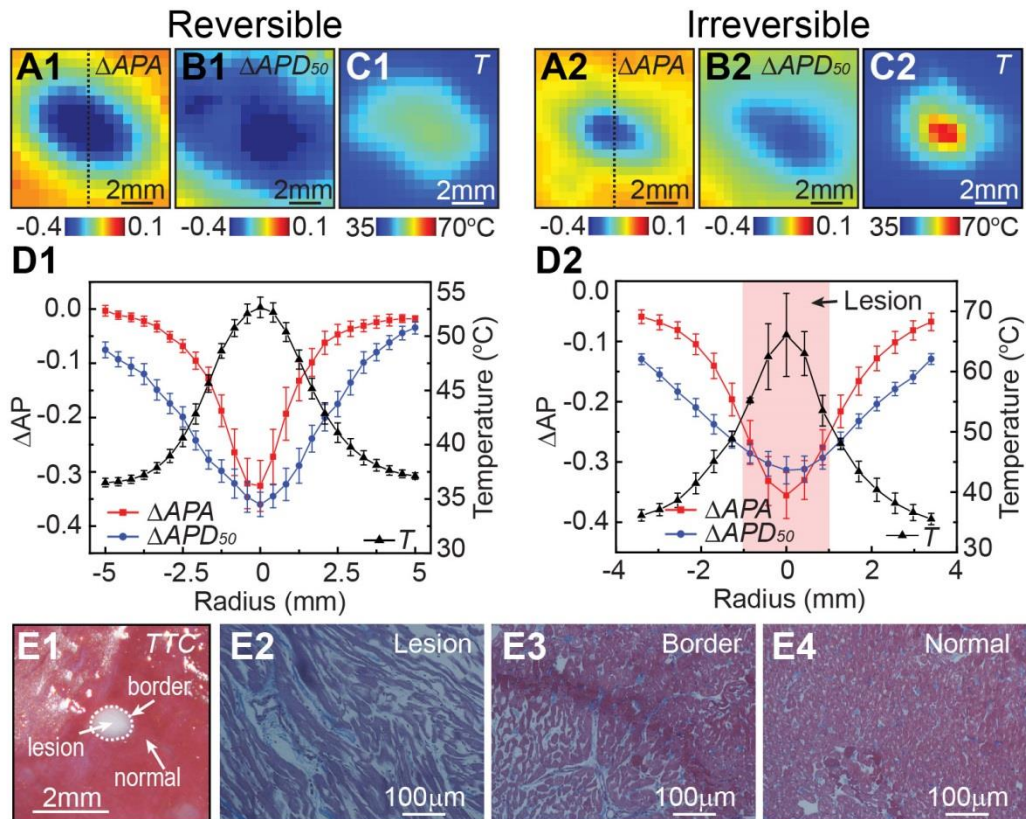 Reversible
Irreversible
A1 ΔAPA
B1 ΔAPD50
C1 T
A2 ΔAPA
B2 ΔAPD50
C2 T
2mm
2mm
2mm
2mm
2mm
2mm
-0.4 0.1
-0.4 0.1
35 70ºC
-0.4 0.1
-0.4 0.1
35 70ºC
D1
0.0
-0.1
-0.2
-0.3
-0.4
ΔAP
55
50
45
40
35
30
Temperature (ºC)
ΔAPA
ΔAPD50
T
-5 -2.5 0 2.5 5
Radius (mm)
D2
Lesion
0.0
-0.1
-0.2
-0.3
-0.4
ΔAP
70
60
50
40
30
Temperature (ºC)
ΔAPA
ΔAPD50
T
-4 -2 0 2 4
Radius (mm)
E1 TTC
border
lesion
normal
2mm
E2 Lesion
100μm
E3 Border
100μm
E4 Normal
100μm